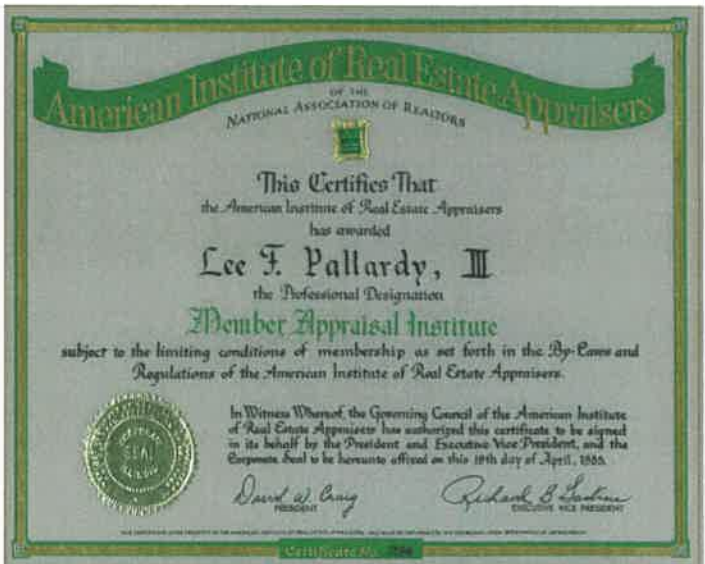 American Institute of Real Estate Appraisers
OF THE
NATIONAL ASSOCIATION OF REALTORS
This Certifies That
the American Institute of Real Estate Appraisers
has awarded
Lee F. Pallardy, III
the Professional Designation
Member Appraisal Institute
subject to the limiting conditions of membership as set forth in the By-Laws and
Regulations of the American Institute of Real Estate Appraisers.
In Witness Whereof, the Governing Council of the American Institute
of Real Estate Appraisers has authorized this certificate to be signed
in its behalf by the President and Executive Vice President, and the
Corporate Seal to be hereunto affixed on this 18th day of April,
SEAL
David W. Craig
PRESIDENT
Richard B
EXECUTIVE VICE PRESIDENT
Certificate No.